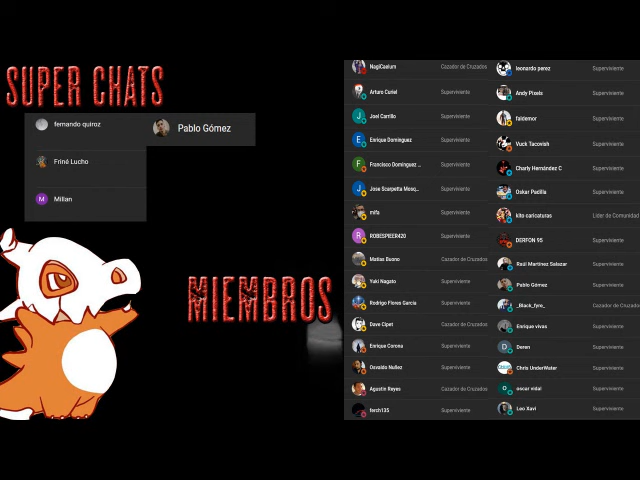 SUPER CHATS
fernando quiroz
Pablo Gómez
Friné Lucho
M Millan
MIEMBROS
NagiCaelum Cazador de Cruzados
Arturo Curiel Superviviente
J Joel Carrillo Superviviente
E Enrique Dominguez Superviviente
F Francisco Dominguez ... Superviviente
Jose Scarpetta Mosq... Superviviente
mifa Superviviente
R ROBESPIER420 Superviviente
Matias Buono Cazador de Cruzados
Yuki Nagato Superviviente
Rodrigo Flores Garcia Superviviente
Dave Cipet Cazador de Cruzados
Enrique Corona Superviviente
Osvaldo Nuñez Superviviente
Agustin Reyes Cazador de Cruzados
ferch135 Superviviente
leonardo perez Superviviente
Andy Pixels Superviviente
faldemor Superviviente
Vuck Tucovish Superviviente
Charly Hernández C Superviviente
Oskar Padilla Superviviente
kito caricaturas Líder de Comunidad
DERFON 95 Superviviente
Raúl Martínez Salazar Superviviente
Pablo Gómez Superviviente
_Black_fyre_ Cazador de Cruzados
Enrique vivas Superviviente
D Deren Superviviente
Chris UnderWater Superviviente
o oscar vidal Superviviente
Leo Xavi Superviviente